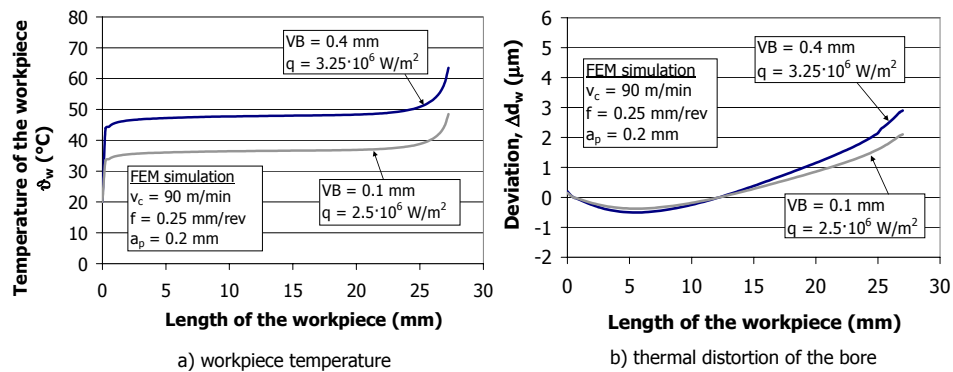 Temperature of the workpiece
ϑw (°C)
80
70
60
50
40
30
20
10
0
VB = 0.4 mm
q = 3.25·10⁶ W/m²
FEM simulation
vc = 90 m/min
f = 0.25 mm/rev
ap = 0.2 mm
VB = 0.1 mm
q = 2.5·10⁶ W/m²
0 5 10 15 20 25 30
Length of the workpiece (mm)
a) workpiece temperature
Deviation, Δdw (µm)
6
5
4
3
2
1
0
-1
-2
VB = 0.4 mm
q = 3.25·10⁶ W/m²
FEM simulation
vc = 90 m/min
f = 0.25 mm/rev
ap = 0.2 mm
VB = 0.1 mm
q = 2.5·10⁶ W/m²
0 5 10 15 20 25 30
Length of the workpiece (mm)
b) thermal distortion of the bore